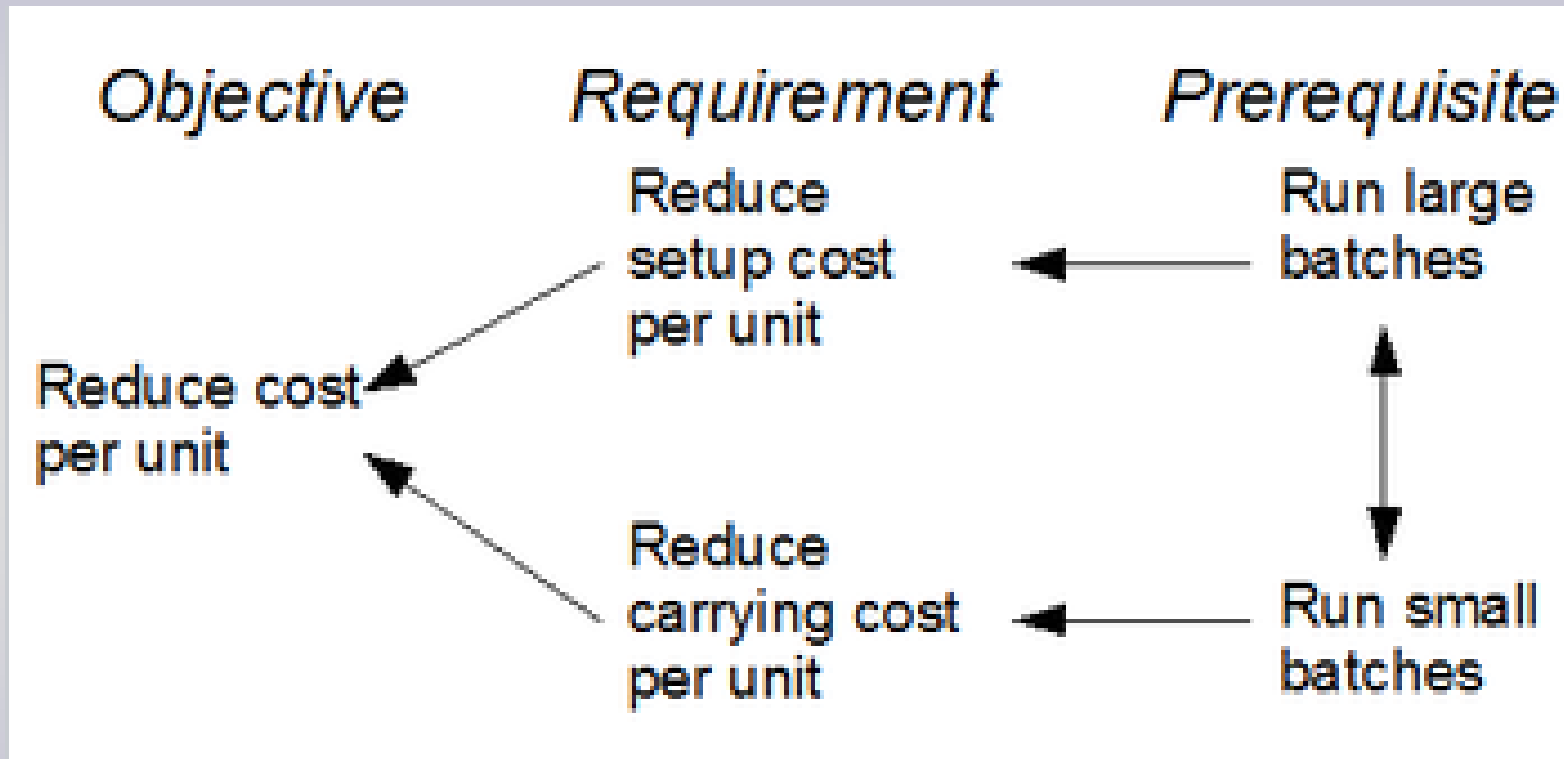 Objective Requirement Prerequisite
Reduce
setup cost
per unit
Run large
batches
Reduce cost
per unit
Reduce
carrying cost
per unit
Run small
batches